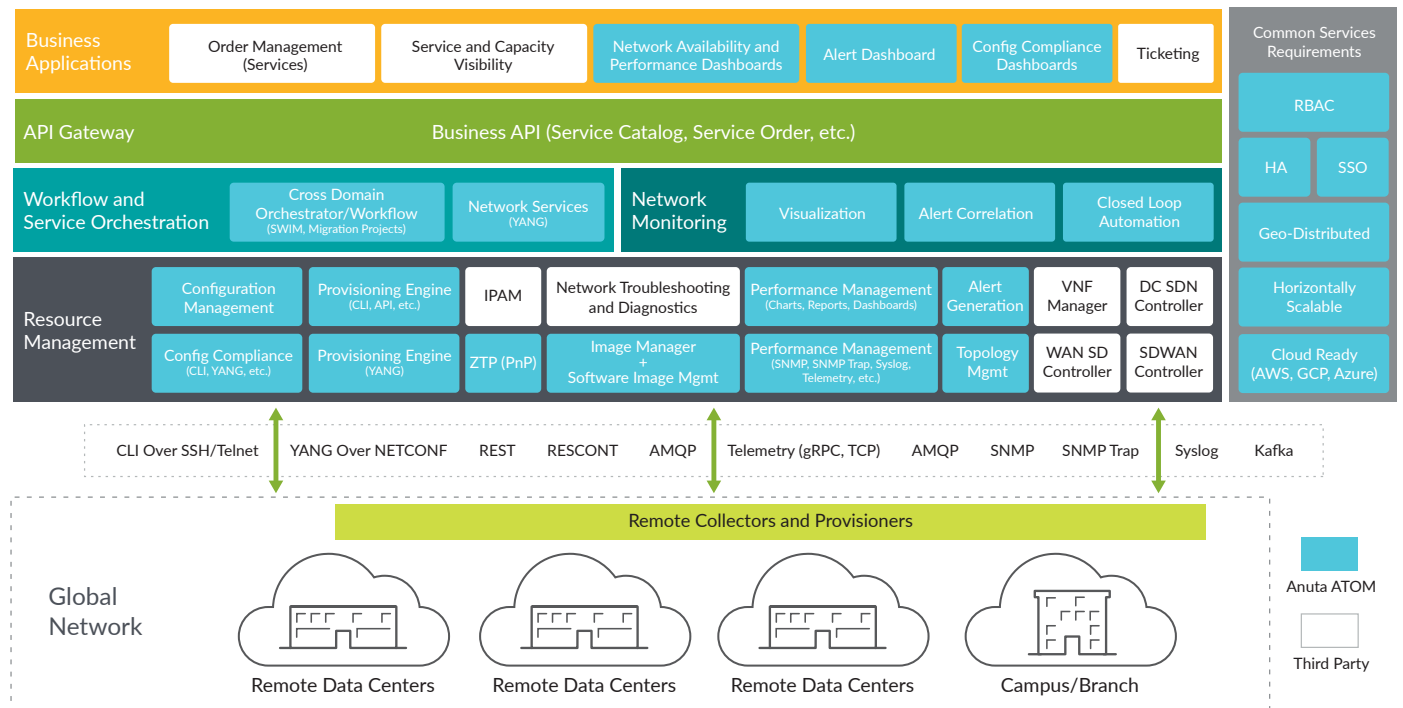 Business
Applications
Order Management
(Services)
Service and Capacity
Visibility
Network Availability and
Performance Dashboards
Alert Dashboard
Config Compliance
Dashboards
Ticketing
API Gateway
Business API (Service Catalog, Service Order, etc.)
Workflow and
Service Orchestration
Cross Domain
Orchestrator/Workflow
(SWIM, Migration Projects)
Network Services
(YANG)
Network
Monitoring
Visualization
Alert Correlation
Closed Loop
Automation
Resource
Management
Configuration
Management
Provisioning Engine
(CLI, API, etc.)
IPAM
Network Troubleshooting
and Diagnostics
Performance Management
(Charts, Reports, Dashboards)
Alert
Generation
VNF
Manager
DC SDN
Controller
Config Compliance
(CLI, YANG, etc.)
Provisioning Engine
(YANG)
ZTP (PnP)
Image Manager
+
Software Image Mgmt
Performance Management
(SNMP, SNMP Trap, Syslog,
Telemetry, etc.)
Topology
Mgmt
WAN SD
Controller
SDWAN
Controller
Common Services
Requirements
RBAC
HA
SSO
Geo-Distributed
Horizontally
Scalable
Cloud Ready
(AWS, GCP, Azure)
CLI Over SSH/Telnet
YANG Over NETCONF
REST
RESCONT
AMQP
Telemetry (gRPC, TCP)
AMQP
SNMP
SNMP Trap
Syslog
Kafka
Remote Collectors and Provisioners
Global
Network
Remote Data Centers
Remote Data Centers
Remote Data Centers
Campus/Branch
Anuta ATOM
Third Party